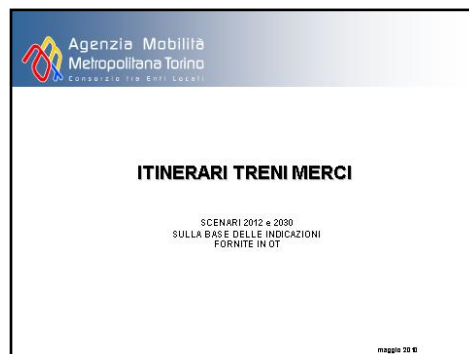 Agenzia Mobilità
Metropolitana Torino
Consorzio tra Enti Locali
ITINERARI TRENI MERCI
SCENARI 2012 e 2030
SULLA BASE DELLE INDICAZIONI
FORNITE IN OT
maggio 2010